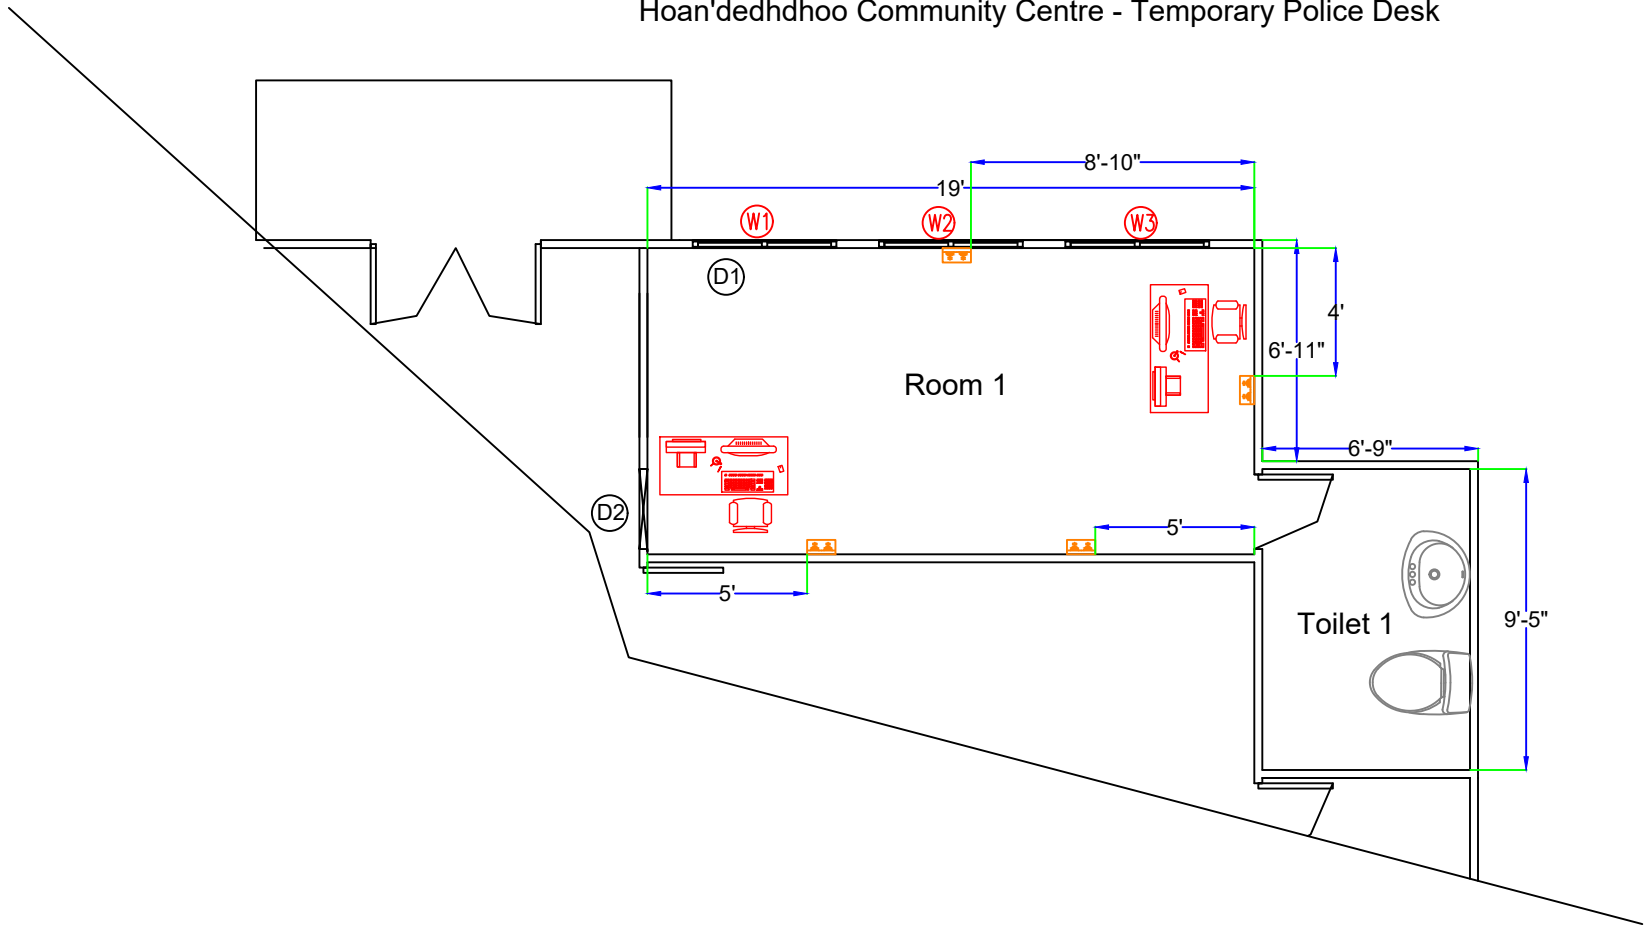 Hoan'dedhdhoo Community Centre - Temporary Police Desk
8'-10"
19'
W1
W2
W3
D1
4'
6'-11"
Room 1
6'-9"
D2
5'
5'
9'-5"
Toilet 1